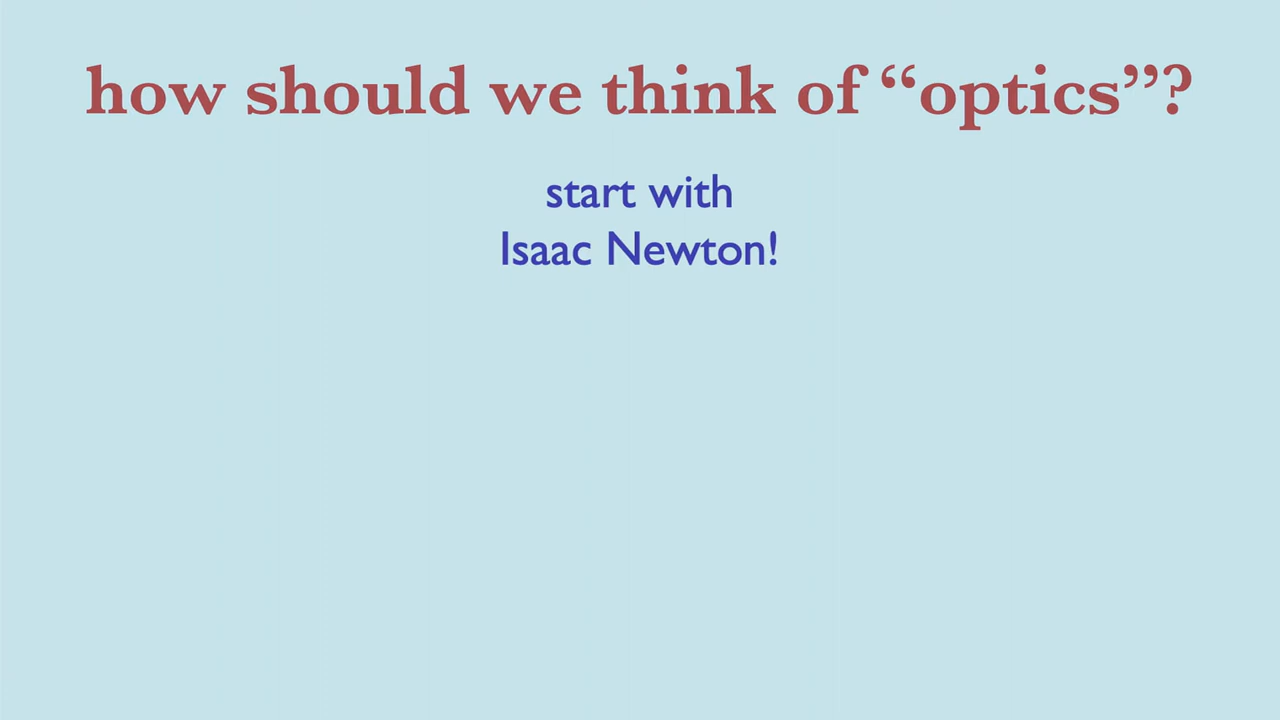 how should we think of “optics”?
start with
Isaac Newton!